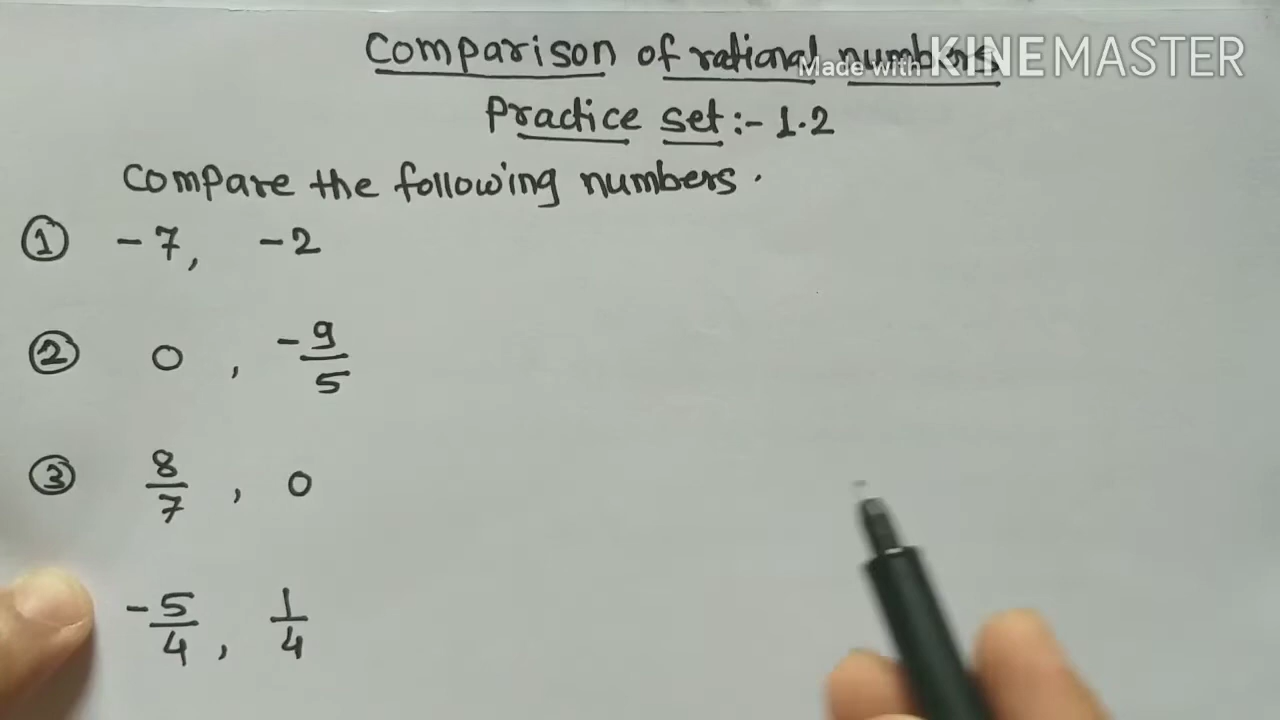 Comparison of rational numbers
Made with KINEMASTER
Practice set:- 1.2
Compare the following numbers.
① -7, -2
② 0, -9/5
③ 8/7, 0
-5/4, 1/4